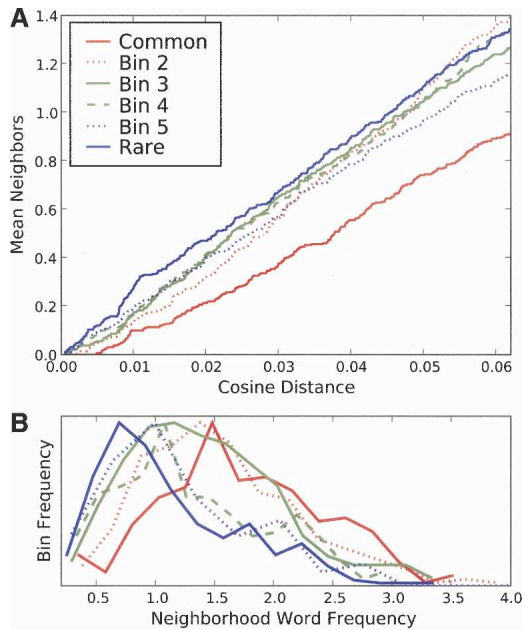 A
Common
Bin 2
Bin 3
Bin 4
Bin 5
Rare
Mean Neighbors
1.4
1.2
1.0
0.8
0.6
0.4
0.2
0.0
0.00 0.01 0.02 0.03 0.04 0.05 0.06
Cosine Distance
B
Bin Frequency
0.5 1.0 1.5 2.0 2.5 3.0 3.5 4.0
Neighborhood Word Frequency